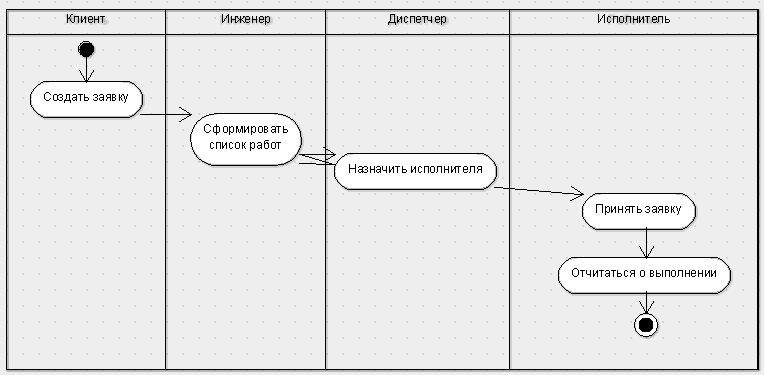 Клиент
Инженер
Диспетчер
Исполнитель
Создать заявку
Сформировать
список работ
Назначить исполнителя
Принять заявку
Отчитаться о выполнении